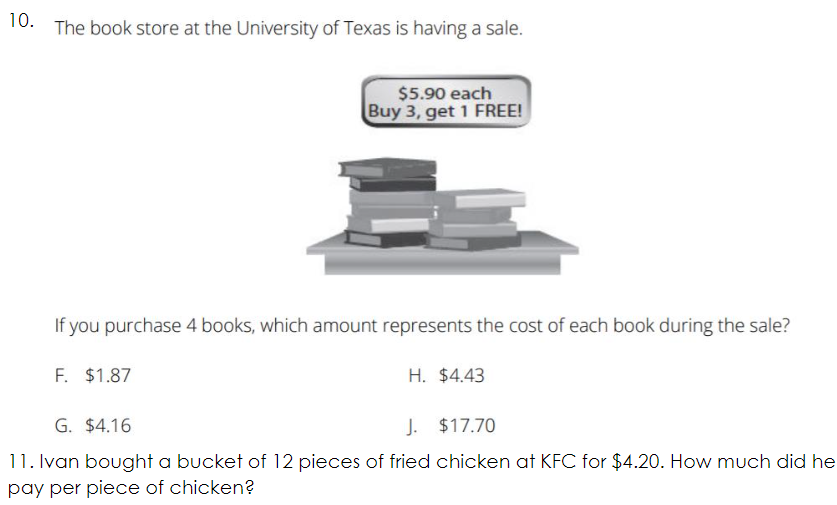 10. The book store at the University of Texas is having a sale.
$5.90 each
Buy 3, get 1 FREE!
If you purchase 4 books, which amount represents the cost of each book during the sale?
F. $1.87 H. $4.43
G. $4.16 J. $17.70
11. Ivan bought a bucket of 12 pieces of fried chicken at KFC for $4.20. How much did he
pay per piece of chicken?